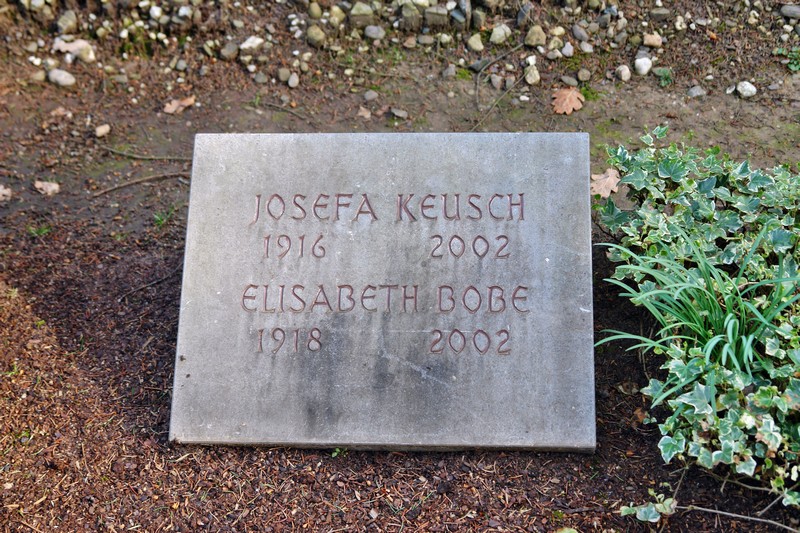 JOSEFA KEUSCH
1916 2002
ELISABETH BOBE
1918 2002